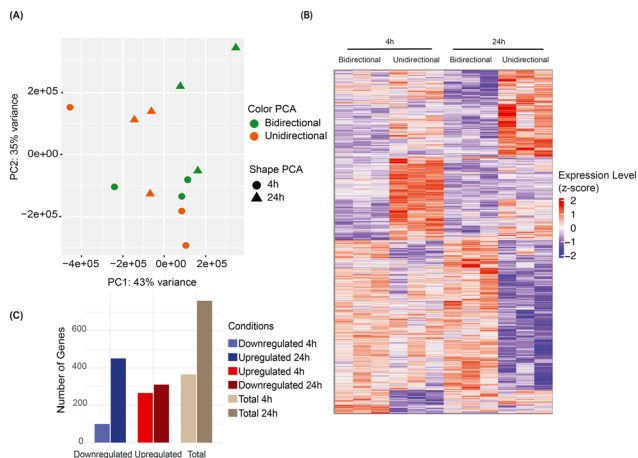 (A)
2e+05
0e+00
−2e+05
PC2: 35% variance
−4e+05 −2e+05 0e+00 2e+05
PC1: 43% variance
Color PCA
Bidirectional
Unidirectional
Shape PCA
4h
24h
(B)
4h 24h
Bidirectional Unidirectional Bidirectional Unidirectional
Expression Level
(z-score)
2
1
0
−1
−2
(C)
600
400
200
0
Number of Genes
Downregulated Upregulated Total
Conditions
Downregulated 4h
Upregulated 24h
Upregulated 4h
Downregulated 24h
Total 4h
Total 24h